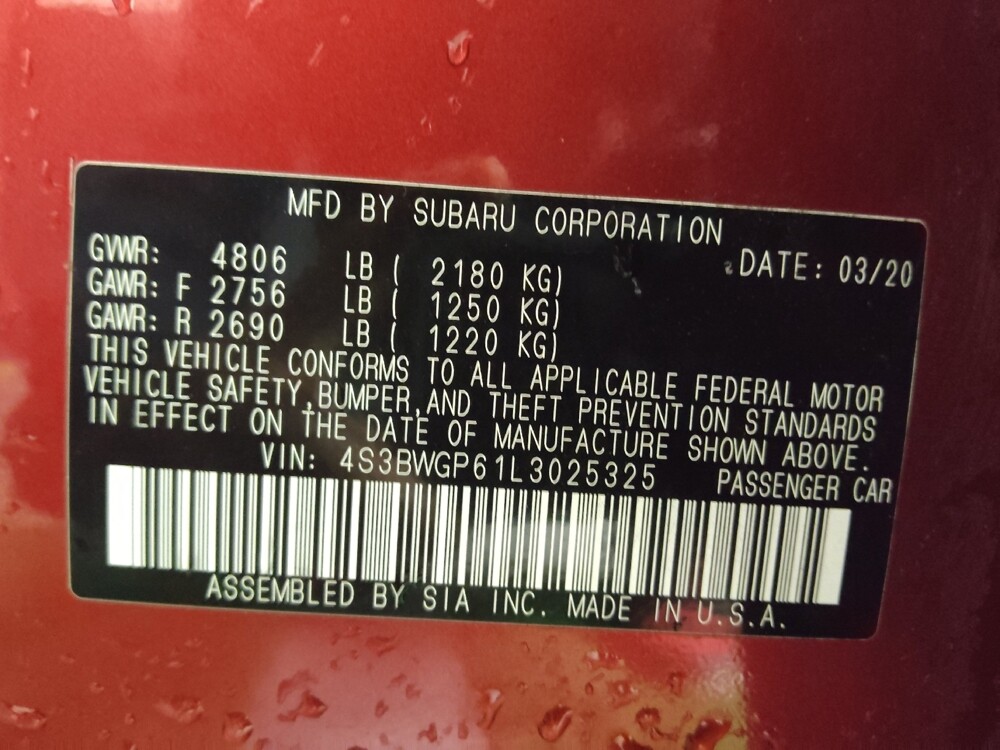 MFD BY SUBARU CORPORATION
GVWR: 4806 LB ( 2180 KG) DATE: 03/20
GAWR: F 2756 LB ( 1250 KG)
GAWR: R 2690 LB ( 1220 KG)
THIS VEHICLE CONFORMS TO ALL APPLICABLE FEDERAL MOTOR
VEHICLE SAFETY,BUMPER,AND THEFT PREVENTION STANDARDS
IN EFFECT ON THE DATE OF MANUFACTURE SHOWN ABOVE.
VIN: 4S3BWGP61L3025325 PASSENGER CAR
ASSEMBLED BY SIA INC. MADE IN U.S.A.